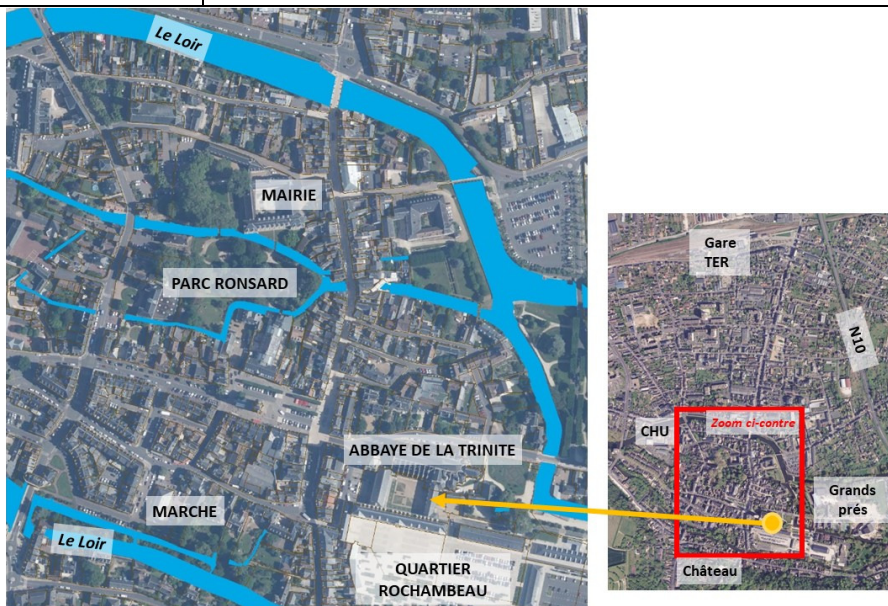 Le Loir
MAIRIE
PARC RONSARD
ABBAYE DE LA TRINITE
MARCHE
Le Loir
QUARTIER
ROCHAMBEAU
Gare
TER
N10
Zoom ci-contre
CHU
Grands
prés
Château